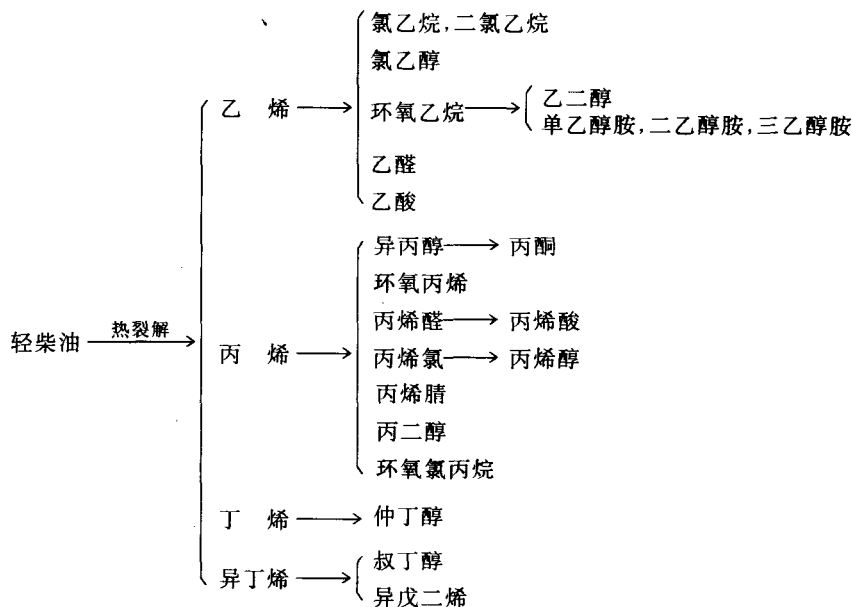 氯乙烷,二氯乙烷
氯乙醇
乙 烯 环氧乙烷 乙二醇
单乙醇胺,二乙醇胺,三乙醇胺
乙醛
乙酸
异丙醇 丙酮
环氧丙烯
轻柴油 热裂解 丙 烯 丙烯醛 丙烯酸
丙烯氯 丙烯醇
丙烯腈
丙二醇
环氧氯丙烷
丁 烯 仲丁醇
异丁烯 叔丁醇
异戊二烯